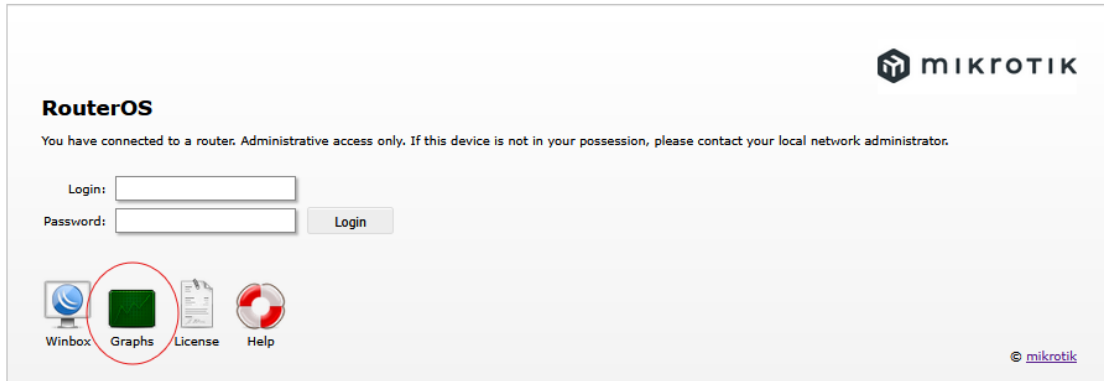 mikrotik
RouterOS
You have connected to a router. Administrative access only. If this device is not in your possession, please contact your local network administrator.
Login:
Password: Login
Winbox Graphs License Help
© mikrotik